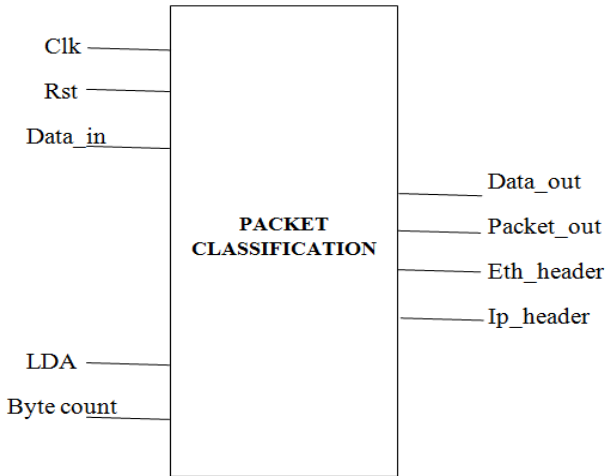 Clk
Rst
Data_in
LDA
Byte count
PACKET
CLASSIFICATION
Data_out
Packet_out
Eth_header
Ip_header